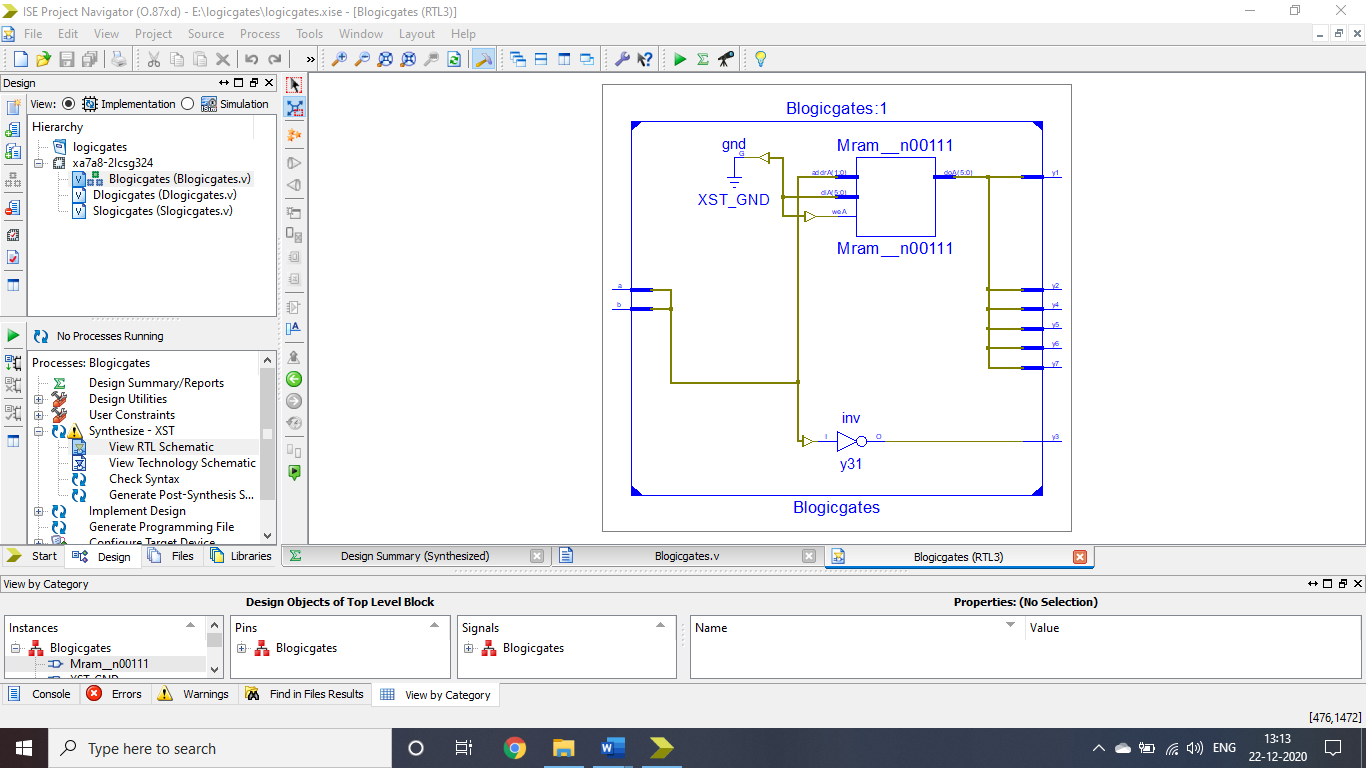 ISE Project Navigator (O.87xd) - E:\logicgates\logicgates.xise - [Blogicgates (RTL3)]
File Edit View Project Source Process Tools Window Layout Help
»
Design
View: Implementation Simulation
Hierarchy
logicgates
xa7a8-2lcsg324
Blogicgates (Blogicgates.v)
Dlogicgates (Dlogicgates.v)
Slogicgates (Slogicgates.v)
No Processes Running
Processes: Blogicgates
Design Summary/Reports
Design Utilities
User Constraints
Synthesize - XST
View RTL Schematic
View Technology Schematic
Check Syntax
Generate Post-Synthesis S...
Implement Design
Generate Programming File
Configure Target Device
Start Design Files Libraries
Blogicgates:1
gnd
G
XST_GND
Mram__n00111
addrA(1:0)
diA(5:0)
weA
doA(5:0)
Mram__n00111
a
b
y1
y2
y4
y5
y6
y7
inv
I
O
y3
y31
Blogicgates
Design Summary (Synthesized) Blogicgates.v Blogicgates (RTL3)
View by Category
Design Objects of Top Level Block Properties: (No Selection)
Instances Pins Signals Name Value
Blogicgates Blogicgates Blogicgates
Mram__n00111
XST_GND
Console Errors Warnings Find in Files Results View by Category
[476,1472]
Type here to search
ENG
13:13
22-12-2020